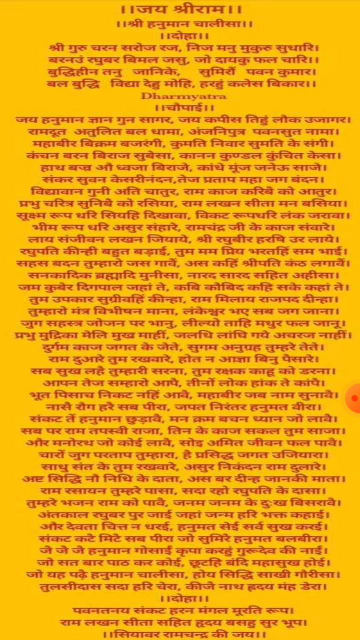 ।।जय श्रीराम।।
।।श्री हनुमान चालीसा।।
।।दोहा।।
श्री गुरु चरन सरोज रज, निज मनु मुकुरु सुधारि।
बरनउं रघुबर बिमल जसु, जो दायकु फल चारि।।
बुद्धिहीन तनु जानिके, सुमिरौं पवन कुमार।
बल बुद्धि विद्या देहु मोहि, हरहुं कलेस बिकार।।
Dharmyatra
।।चौपाई।।
जय हनुमान ज्ञान गुन सागर, जय कपीस तिहुं लोक उजागर।
रामदूत अतुलित बल धामा, अंजनिपुत्र पवनसुत नामा।
महाबीर बिक्रम बजरंगी, कुमति निवार सुमति के संगी।
कंचन बरन बिराज सुबेसा, कानन कुण्डल कुंचित केसा।
हाथ बज्र औ ध्वजा बिराजे, कांधे मूंज जनेऊ साजे।
संकर सुवन केसरीनंदन,तेज प्रताप महा जग बंदन।
विद्यावान गुनी अति चातुर, राम काज करिबे को आतुर।
प्रभु चरित्र सुनिबे को रसिया, राम लखन सीता मन बसिया।
सूक्ष्म रूप धरि सियहि दिखावा, विकट रूपधरि लंक जरावा।
भीम रूप धरि असुर संहारे, रामचंद्र जी के काज संवारे।
लाय संजीवन लखन जियाये, श्री रघुबीर हरषि उर लाये।
रघुपति कीन्ही बहुत बड़ाई, तुम मम प्रिय भरतहि सम भाई।
सहस बदन तुम्हारो जस गावें, अस कहिं श्रीपति कंठ लगावें।
सनकादिक ब्रह्मादि मुनीसा, नारद सारद सहित अहीसा।
जम कुबेर दिगपाल जहां ते, कबि कोबिद कहि सके कहां ते।
तुम उपकार सुग्रीवहिं कीन्हा, राम मिलाय राजपद दीन्हा।
तुम्हारो मंत्र विभीषन माना, लंकेश्वर भए सब जग जाना।
जुग सहस्त्र जोजन पर भानु, लील्यो ताहि मधुर फल जानू।
प्रभु मुद्रिका मेलि मुख माहीं, जलधि लांघि गये अचरज नाहीं।
दुर्गम काज जगत के जेते, सुगम अनुग्रह तुम्हरे तेते।
राम दुआरे तुम रखवारे, होत न आज्ञा बिनु पैसारे।
सब सुख लहै तुम्हारी सरना, तुम रक्षक काहू को डरना।
आपन तेज सम्हारो आपै, तीनों लोक हांक ते कांपै।
भूत पिसाच निकट नहिं आवै, महाबीर जब नाम सुनावै।
नासै रोग हरे सब पीरा, जपत निरंतर हनुमत वीरा।
संकट तें हनुमान छुड़ावै, मन क्रम बचन ध्यान जो लावै।
सब पर राम तपस्वी राजा, तिन के काज सकल तुम साजा।
और मनोरथ जो कोई लावै, सोइ अमित जीवन फल पावै।
चारों जुग परताप तुम्हारा, है प्रसिद्ध जगत उजियारा।
साधु संत के तुम रखवारे, असुर निकंदन राम दुलारे।
अष्ट सिद्धि नौ निधि के दाता, अस बर दीन्ह जानकी माता।
राम रसायन तुम्हरे पासा, सदा रहो रघुपति के दासा।
तुम्हरे भजन राम को पावै, जनम जनम के दुःख बिसरावै।
अंतकाल रघुबर पुर जाई जहां जन्म हरि भक्त कहाई।
और देवता चित्त न धरई, हनुमत सेई सर्व सुख करई।
संकट कटे मिटे सब पीरा जो सुमिरे हनुमत बलबीरा।
जै जै जै हनुमान गोसाईं कृपा करहुं गुरूदेव की नाईं।
जो सत बार पाठ कर कोई, छूटहि बंदि महासुख होई।
जो यह पढ़ै हनुमान चालीसा, होय सिद्धि साखी गौरीसा।
तुलसीदास सदा हरि चेरा, कीजै नाथ हृदय मंह डेरा।
।।दोहा।।
पवनतनय संकट हरन मंगल मूरति रूप।
राम लखन सीता सहित हृदय बसहु सुर भूप।
।।सियावर रामचन्द्र की जय।।